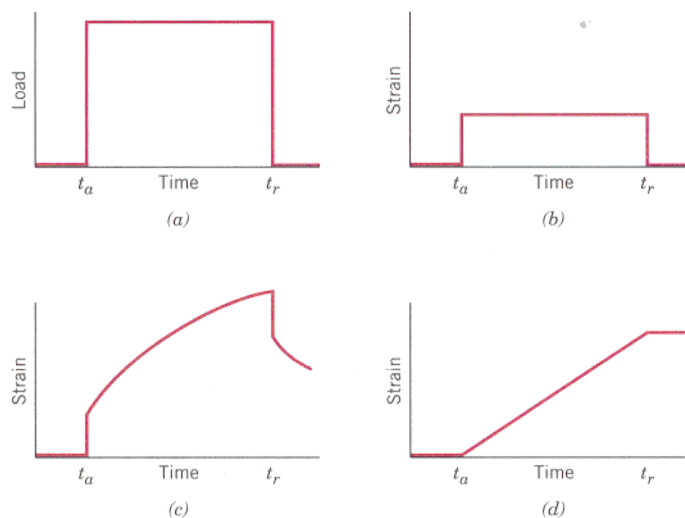 Load
t_a Time t_r
(a)
Strain
t_a Time t_r
(b)
Strain
t_a Time t_r
(c)
Strain
t_a Time t_r
(d)